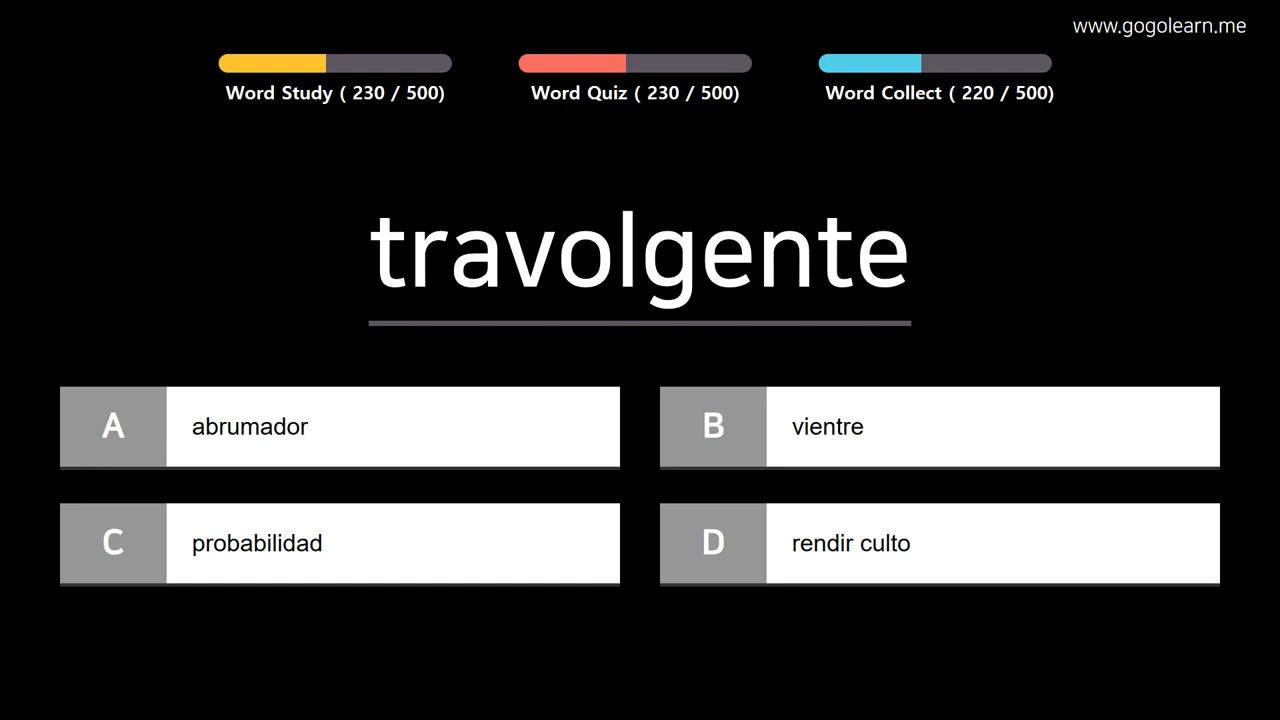 www.gogolearn.me
Word Study ( 230 / 500)
Word Quiz ( 230 / 500)
Word Collect ( 220 / 500)
travolgente
A abrumador
B vientre
C probabilidad
D rendir culto